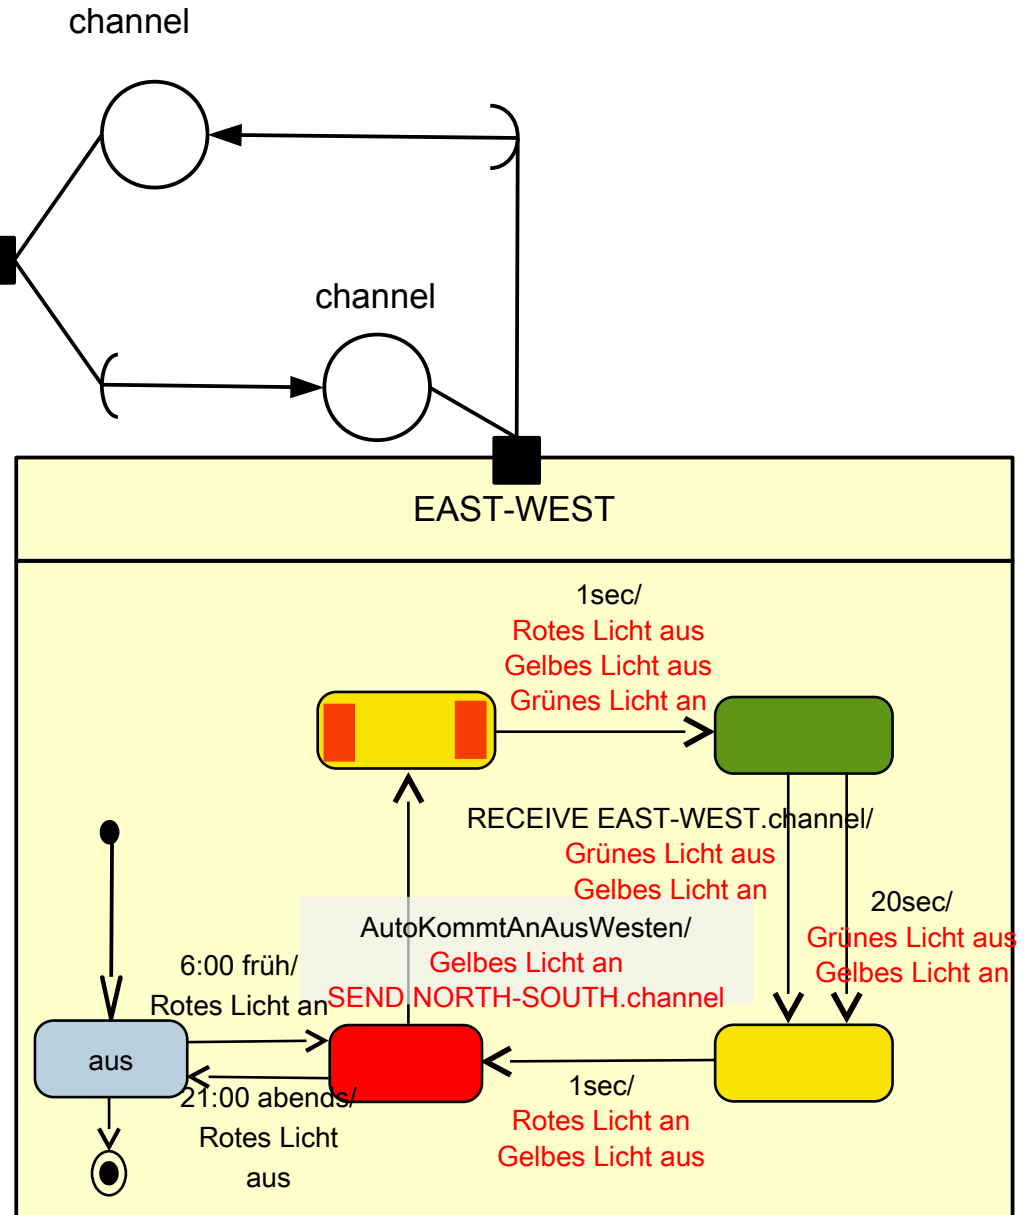 channel
channel
EAST-WEST
1sec/
Rotes Licht aus
Gelbes Licht aus
Grünes Licht an
RECEIVE EAST-WEST.channel/
Grünes Licht aus
Gelbes Licht an
20sec/
Grünes Licht aus
Gelbes Licht an
AutoKommtAnAusWesten/
Gelbes Licht an
SEND NORTH-SOUTH.channel
6:00 früh/
Rotes Licht an
aus
21:00 abends/
Rotes Licht
aus
1sec/
Rotes Licht an
Gelbes Licht aus